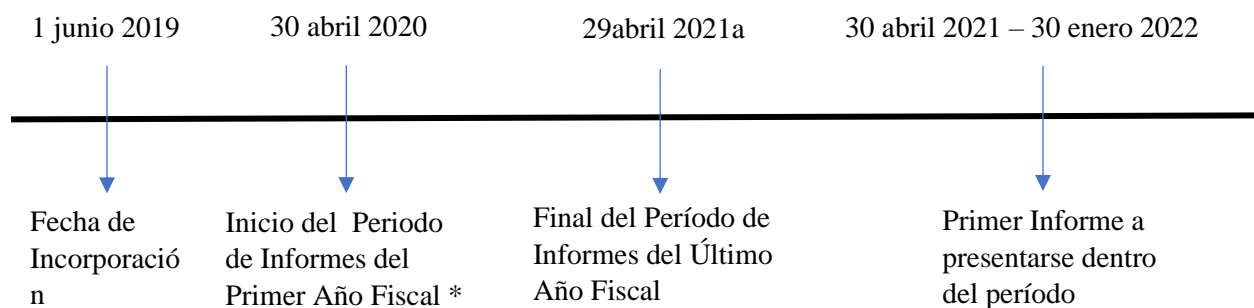 1 junio 2019
30 abril 2020
29abril 2021a
30 abril 2021 – 30 enero 2022
Fecha de
Incorporació
n
Inicio del Periodo
de Informes del
Primer Año Fiscal *
Final del Período de
Informes del Último
Año Fiscal
Primer Informe a
presentarse dentro
del período